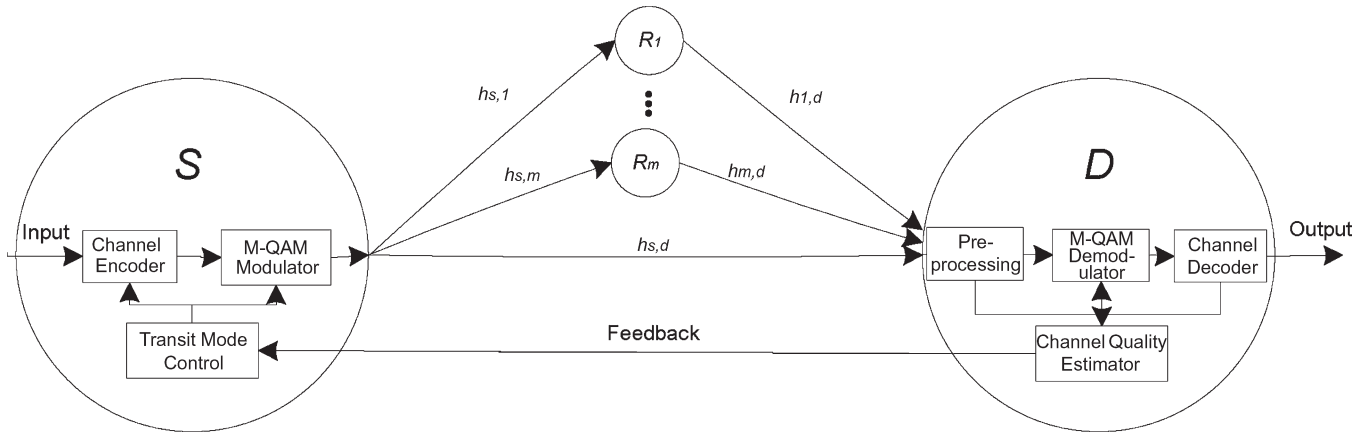 R1
hs,1
h1,d
S
Rm
D
hs,m
hm,d
Input
Channel
Encoder
M-QAM
Modulator
hs,d
Pre-
processing
M-QAM
Demod-
ulator
Channel
Decoder
Output
Transit Mode
Control
Feedback
Channel Quality
Estimator